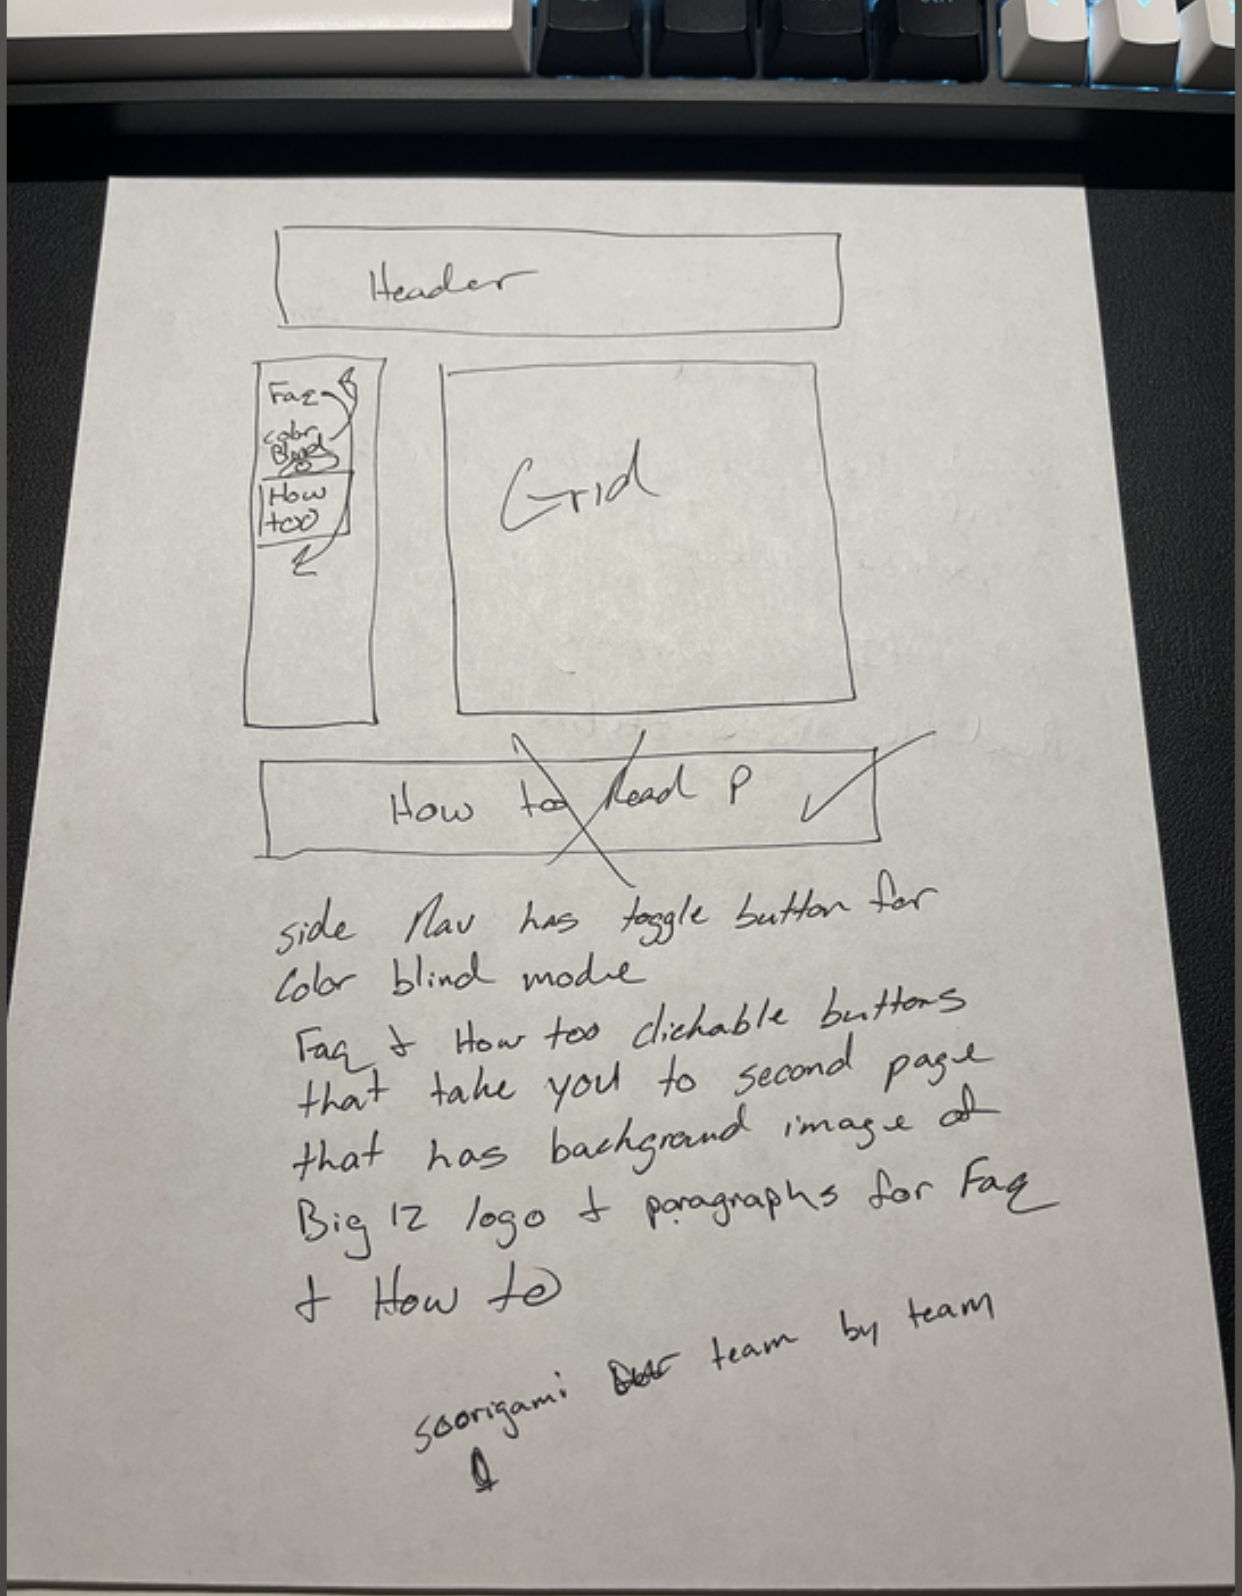 Header
Faq
color
Blind
How
too
Grid
How to Read P
side Nav has toggle button for
Color blind mode
Faq & How too clickable buttons
that take you to second page
that has background image of
Big 12 logo & paragraphs for Faq
& How to
scorigami team by team